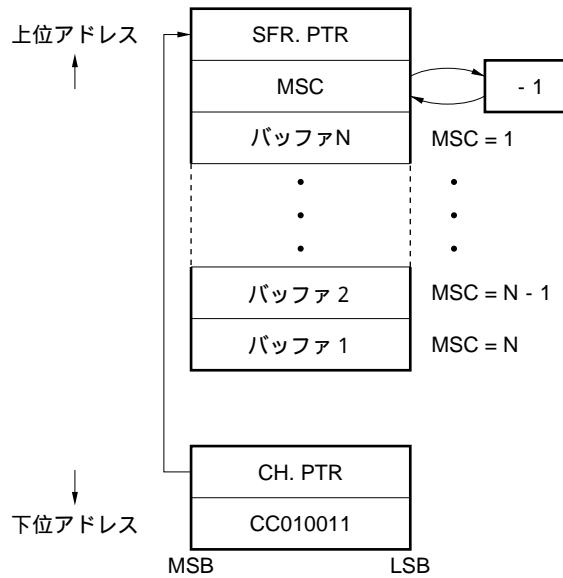 上位アドレス
SFR. PTR
MSC
- 1
バッファN
MSC = 1
バッファ 2
MSC = N - 1
バッファ 1
MSC = N
CH. PTR
下位アドレス
CC010011
MSB
LSB